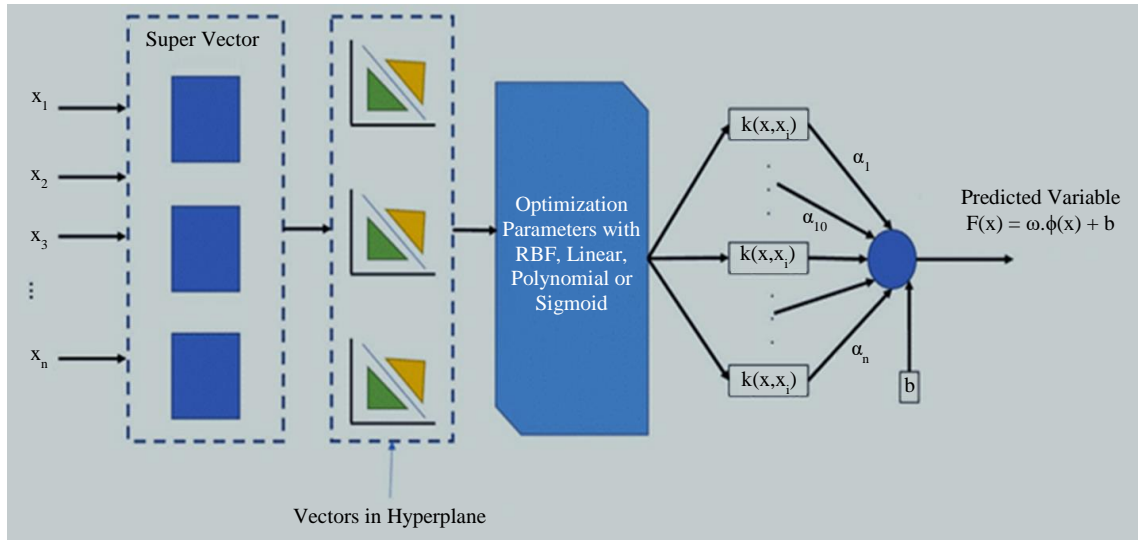 Super Vector
x1
x2
x3
...
xn
Vectors in Hyperplane
Optimization
Parameters with
RBF, Linear,
Polynomial or
Sigmoid
k(x,xi)
α1
α10
k(x,xi)
αn
k(x,xi)
b
Predicted Variable
F(x) = ω.ϕ(x) + b